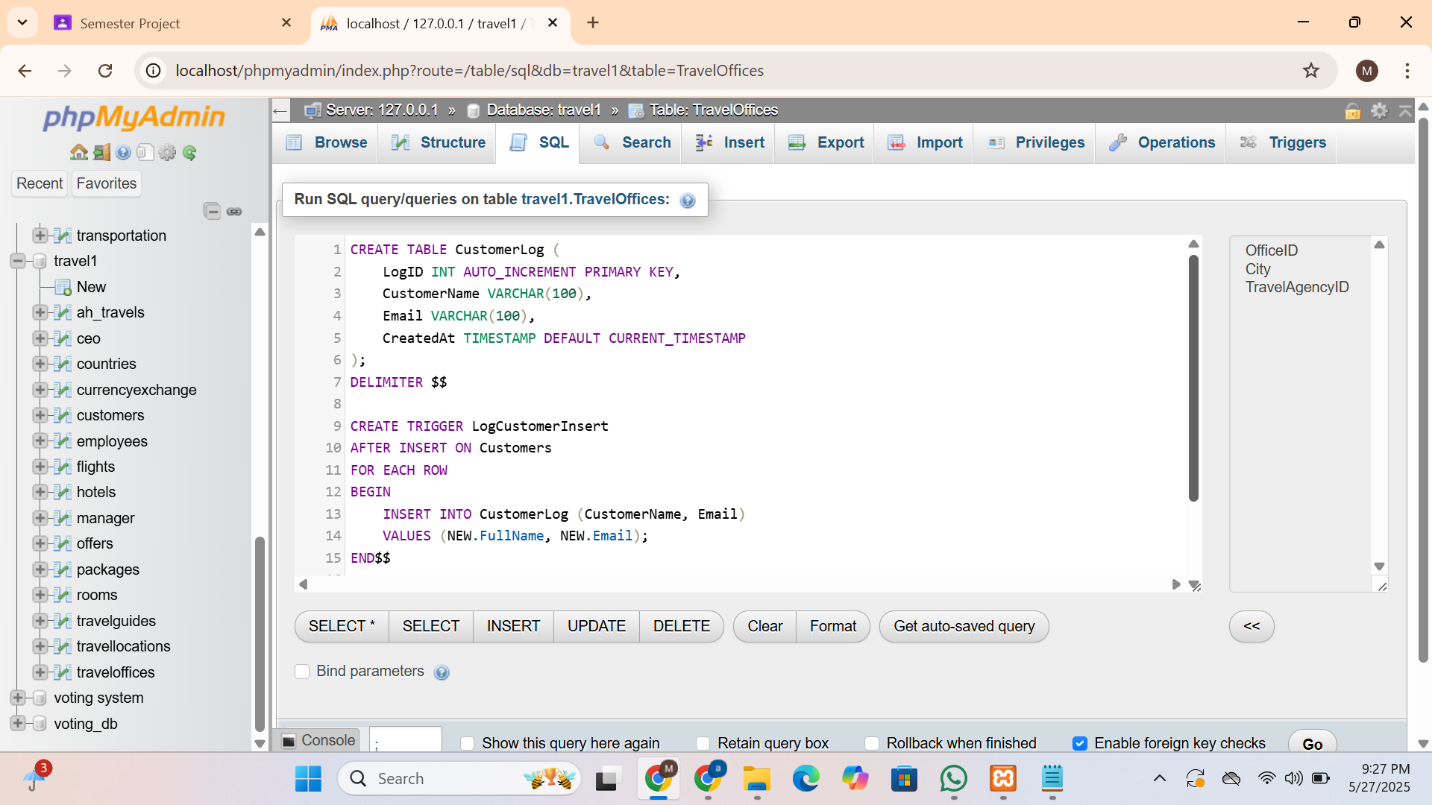 Semester Project
localhost / 127.0.0.1 / travel1 /
localhost/phpmyadmin/index.php?route=/table/sql&db=travel1&table=TravelOffices
M
phpMyAdmin
Recent
Favorites
transportation
travel1
New
ah_travels
ceo
countries
currencyexchange
customers
employees
flights
hotels
manager
offers
packages
rooms
travelguides
travellocations
traveloffices
voting system
voting_db
Server: 127.0.0.1 » Database: travel1 » Table: TravelOffices
Browse Structure SQL Search Insert Export Import Privileges Operations Triggers
Run SQL query/queries on table travel1.TravelOffices:
1 CREATE TABLE CustomerLog (
2 LogID INT AUTO_INCREMENT PRIMARY KEY,
3 CustomerName VARCHAR(100),
4 Email VARCHAR(100),
5 CreatedAt TIMESTAMP DEFAULT CURRENT_TIMESTAMP
6 );
7 DELIMITER $$
8
9 CREATE TRIGGER LogCustomerInsert
10 AFTER INSERT ON Customers
11 FOR EACH ROW
12 BEGIN
13 INSERT INTO CustomerLog (CustomerName, Email)
14 VALUES (NEW.FullName, NEW.Email);
15 END$$
OfficeID
City
TravelAgencyID
SELECT * SELECT INSERT UPDATE DELETE Clear Format Get auto-saved query <<
Bind parameters
Console ; Show this query here again Retain query box Rollback when finished Enable foreign key checks Go
3
Search
M
a
9:27 PM
5/27/2025